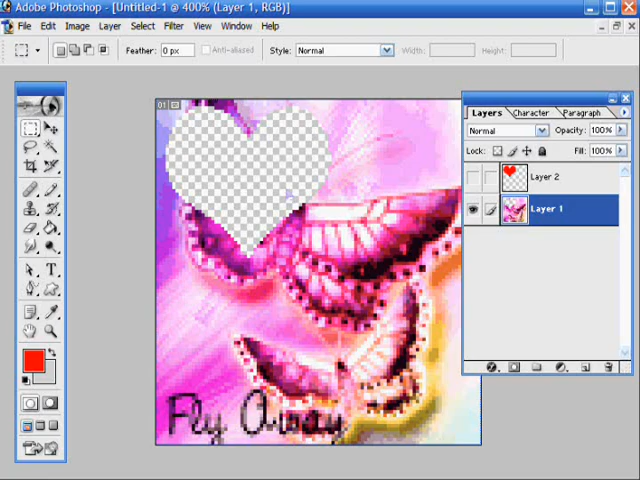 Adobe Photoshop - [Untitled-1 @ 400% (Layer 1, RGB)]
File Edit Image Layer Select Filter View Window Help
Feather: 0 px Anti-aliased Style: Normal Width: Height:
01
Layers Character Paragraph
Normal Opacity: 100%
Lock: Fill: 100%
Layer 2
Layer 1
T
Fly Away